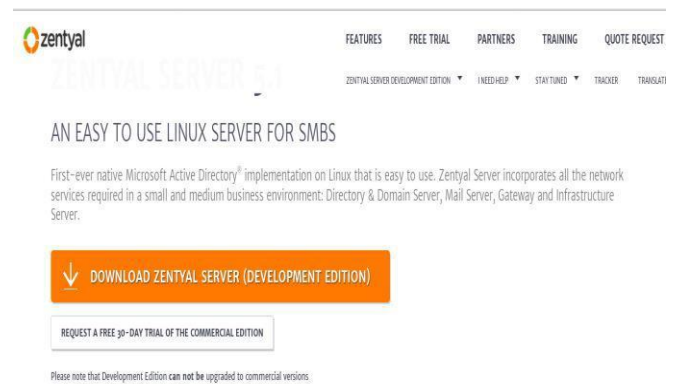 zentyal
FEATURES FREE TRIAL PARTNERS TRAINING QUOTE REQUEST
ZENTYAL SERVER 5.1
ZENTYAL SERVER DEVELOPMENT EDITION I NEED HELP STAY TUNED TRACKER TRANSLATI
AN EASY TO USE LINUX SERVER FOR SMBS
First-ever native Microsoft Active Directory® implementation on Linux that is easy to use. Zentyal Server incorporates all the network
services required in a small and medium business environment: Directory & Domain Server, Mail Server, Gateway and Infrastructure
Server.
DOWNLOAD ZENTYAL SERVER (DEVELOPMENT EDITION)
REQUEST A FREE 30-DAY TRIAL OF THE COMMERCIAL EDITION
Please note that Development Edition can not be upgraded to commercial versions